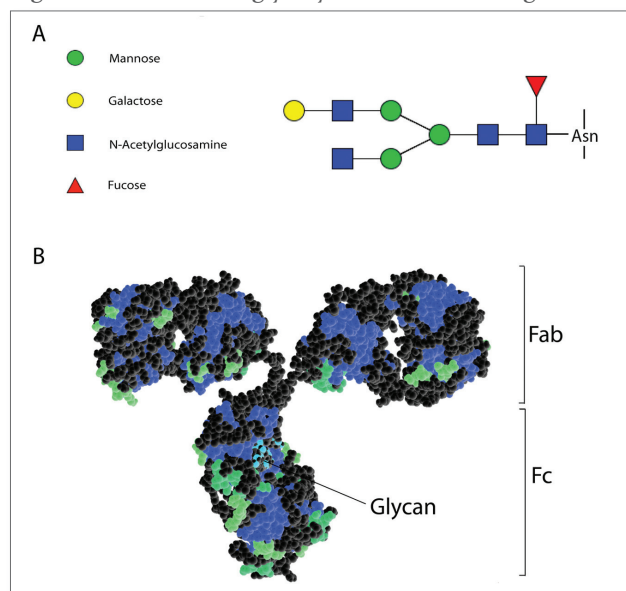 A
Mannose
Galactose
N-Acetylglucosamine
Fucose
Asn
B
Fab
Fc
Glycan